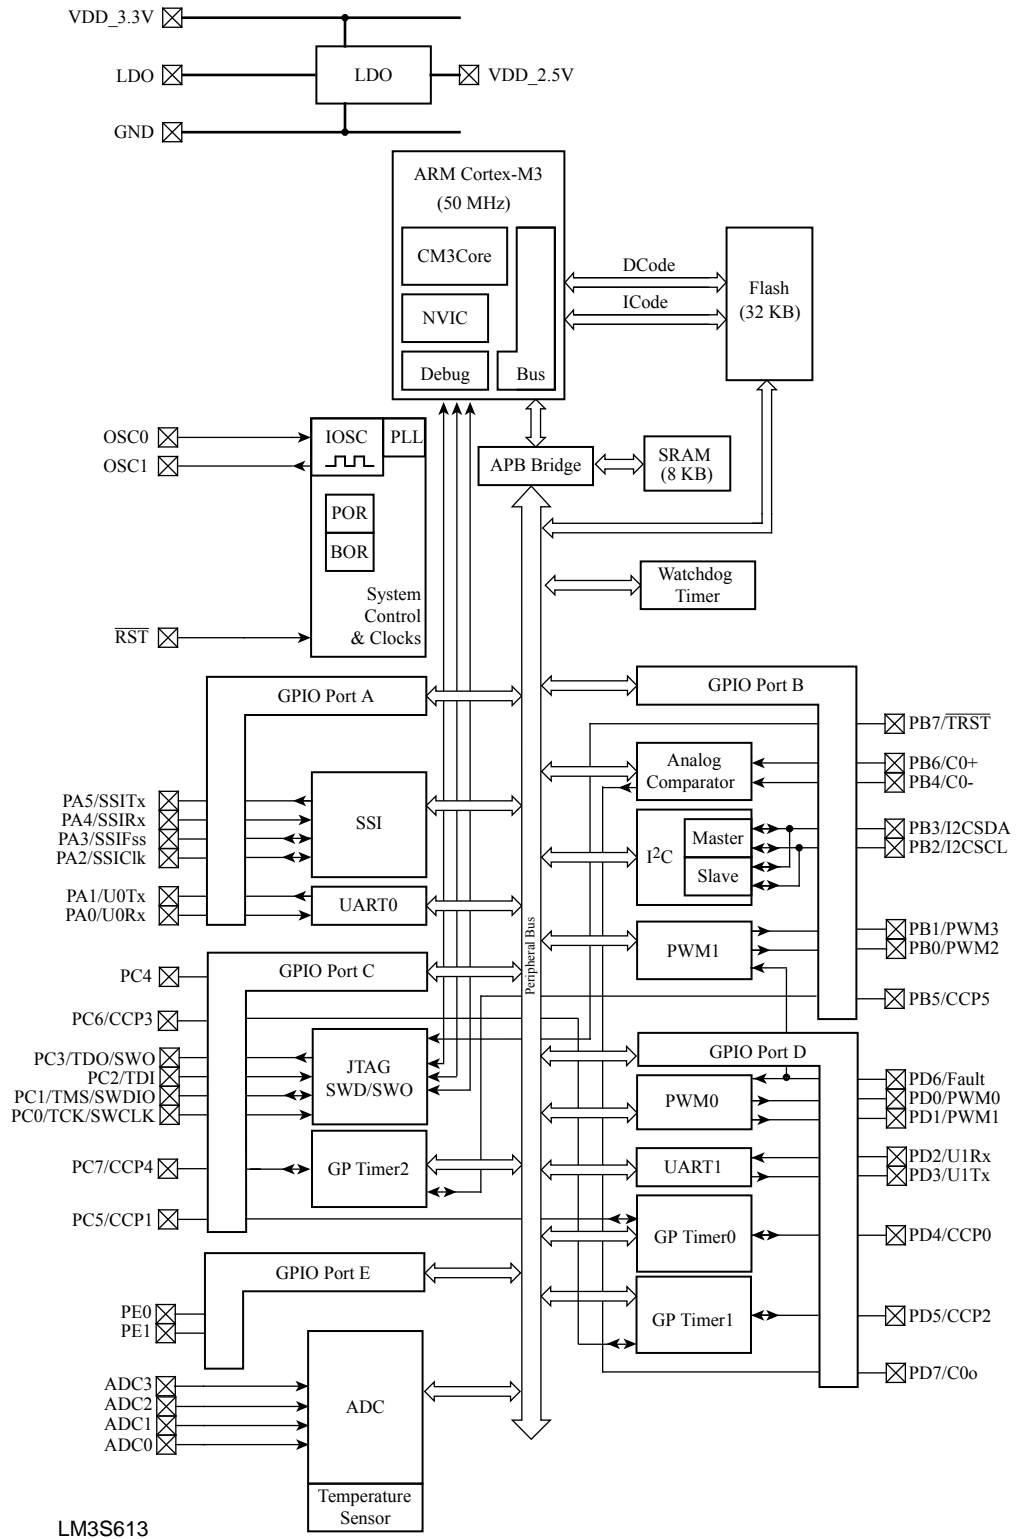 VDD_3.3V
LDO
LDO
VDD_2.5V
GND
ARM Cortex-M3
(50 MHz)
CM3Core
NVIC
Debug
Bus
DCode
ICode
Flash
(32 KB)
OSC0
OSC1
IOSC
PLL
POR
BOR
System
Control
& Clocks
R̅S̅T̅
APB Bridge
SRAM
(8 KB)
Watchdog
Timer
GPIO Port A
PA5/SSITx
PA4/SSIRx
PA3/SSIFss
PA2/SSIClk
SSI
PA1/U0Tx
PA0/U0Rx
UART0
GPIO Port B
PB7/T̅R̅S̅T̅
Analog
Comparator
PB6/C0+
PB4/C0-
I²C
Master
Slave
PB3/I2CSDA
PB2/I2CSCL
PWM1
PB1/PWM3
PB0/PWM2
PB5/CCP5
Peripheral Bus
GPIO Port C
PC4
PC6/CCP3
PC3/TDO/SWO
PC2/TDI
PC1/TMS/SWDIO
PC0/TCK/SWCLK
JTAG
SWD/SWO
PC7/CCP4
GP Timer2
PC5/CCP1
GPIO Port D
PWM0
PD6/Fault
PD0/PWM0
PD1/PWM1
UART1
PD2/U1Rx
PD3/U1Tx
GP Timer0
PD4/CCP0
GP Timer1
PD5/CCP2
PD7/C0o
GPIO Port E
PE0
PE1
ADC3
ADC2
ADC1
ADC0
ADC
Temperature
Sensor
LM3S613